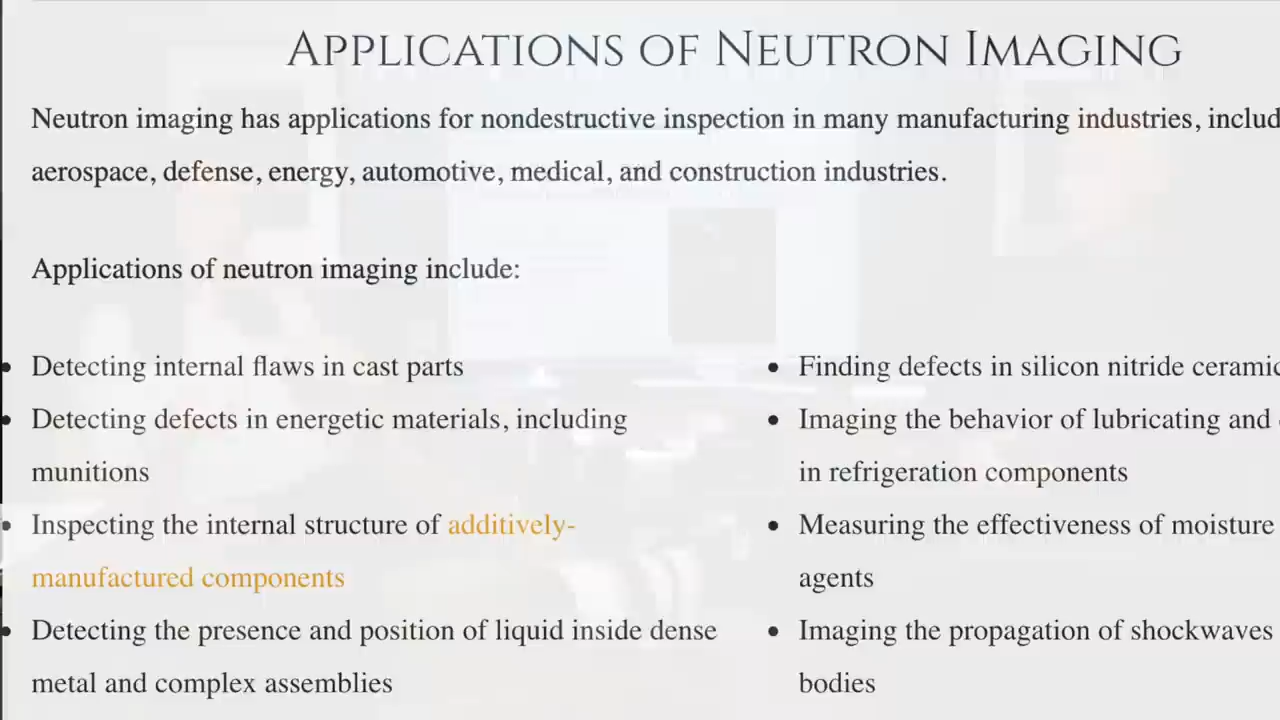 APPLICATIONS OF NEUTRON IMAGING
Neutron imaging has applications for nondestructive inspection in many manufacturing industries, includ
aerospace, defense, energy, automotive, medical, and construction industries.
Applications of neutron imaging include:
• Detecting internal flaws in cast parts
• Detecting defects in energetic materials, including
munitions
• Inspecting the internal structure of additively-
manufactured components
• Detecting the presence and position of liquid inside dense
metal and complex assemblies
• Finding defects in silicon nitride ceramic
• Imaging the behavior of lubricating and
in refrigeration components
• Measuring the effectiveness of moisture
agents
• Imaging the propagation of shockwaves
bodies